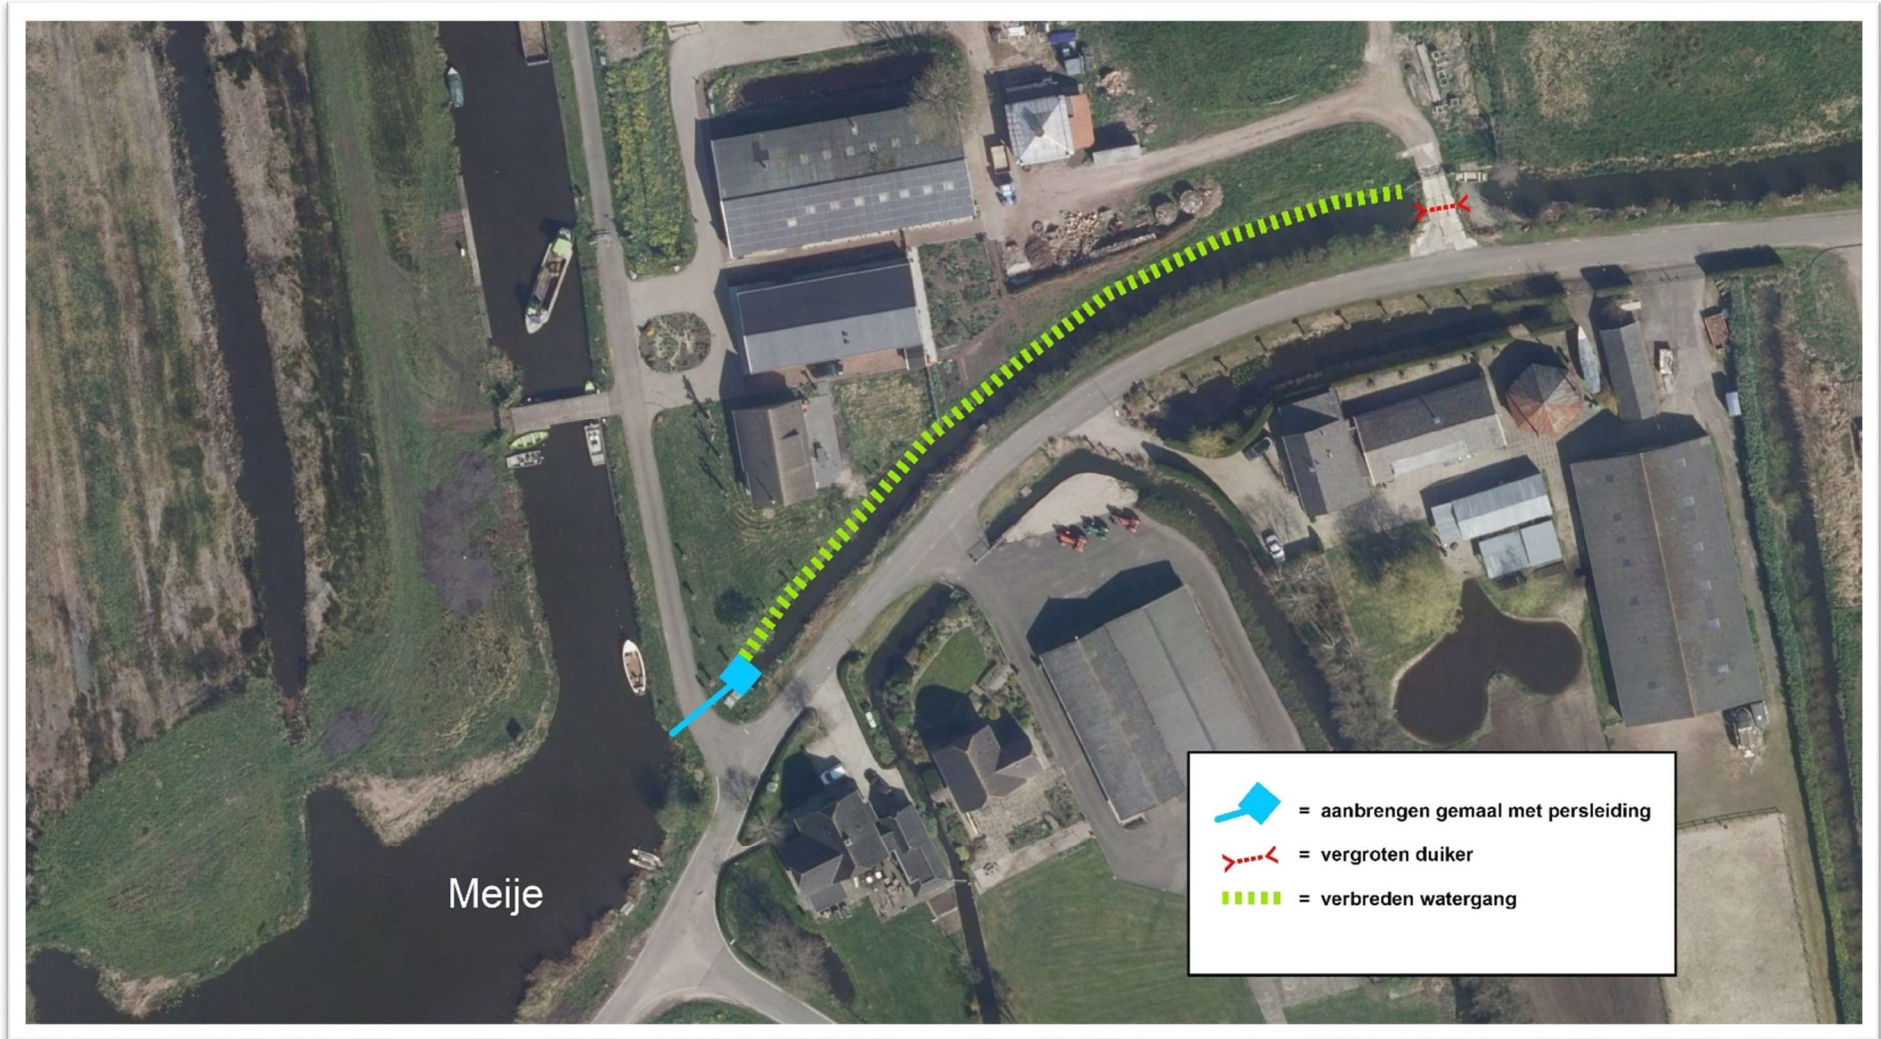 Meije
= aanbrengen gemaal met persleiding
= vergroten duiker
= verbreden watergang